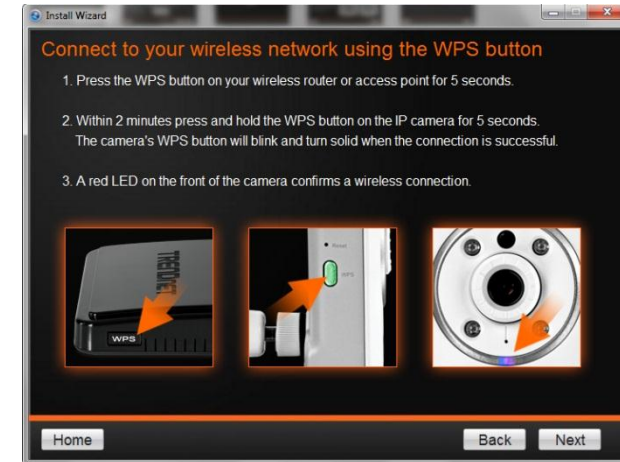 Install Wizard
Connect to your wireless network using the WPS button
1. Press the WPS button on your wireless router or access point for 5 seconds.
2. Within 2 minutes press and hold the WPS button on the IP camera for 5 seconds.
The camera's WPS button will blink and turn solid when the connection is successful.
3. A red LED on the front of the camera confirms a wireless connection.
TRENDnet
WPS
Reset
WPS
Home
Back
Next